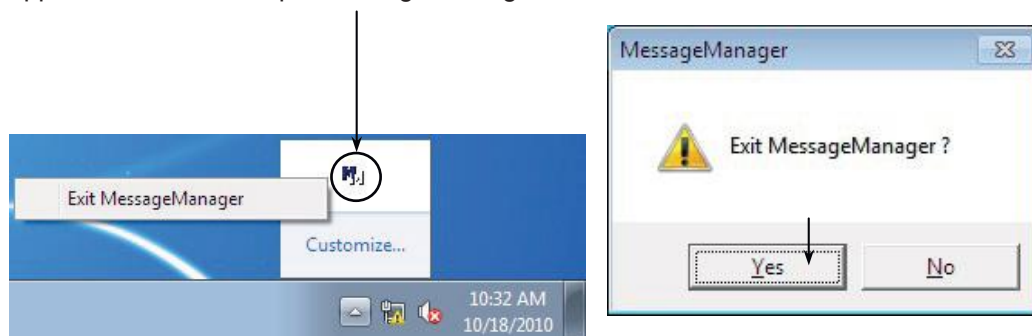 MessageManager
Exit MessageManager ?
Exit MessageManager
Customize...
Yes
No
10:32 AM
10/18/2010